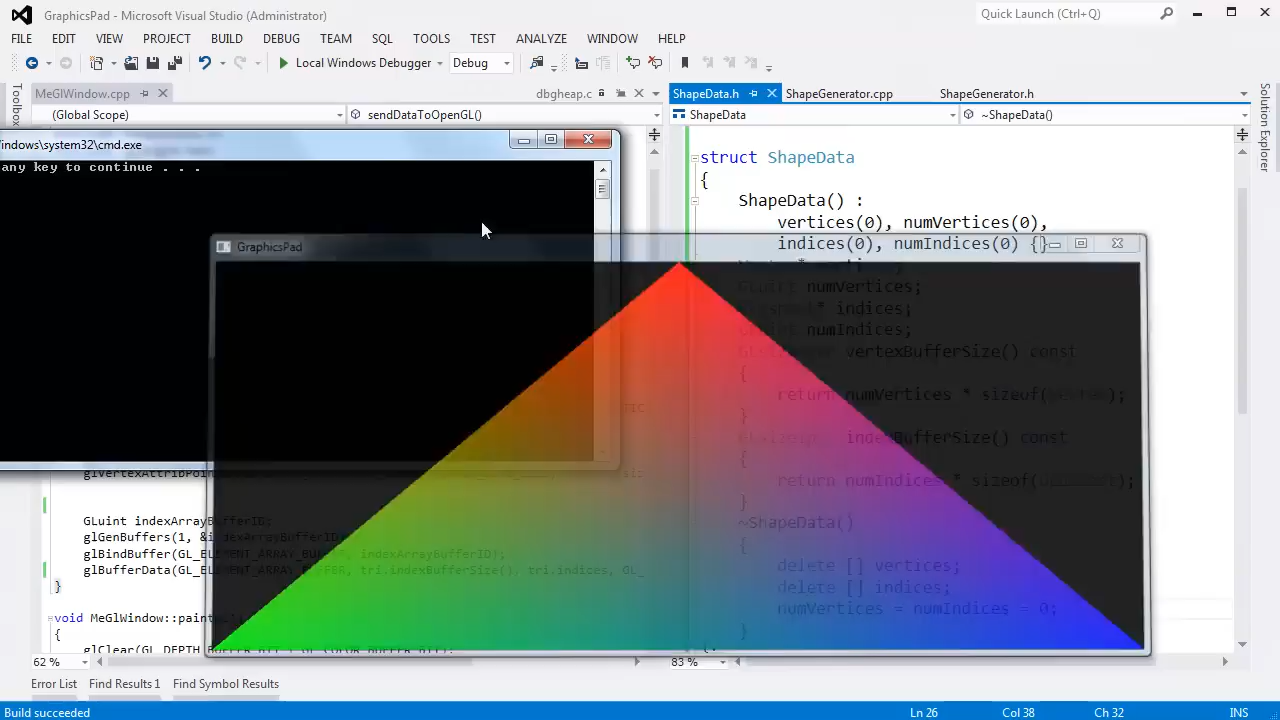 GraphicsPad - Microsoft Visual Studio (Administrator)
Quick Launch (Ctrl+Q)
FILE EDIT VIEW PROJECT BUILD DEBUG TEAM SQL TOOLS TEST ANALYZE WINDOW HELP
Local Windows Debugger Debug
Toolbox
MeGlWindow.cpp
dbgheap.c
ShapeData.h
ShapeGenerator.cpp
ShapeGenerator.h
Solution Explorer
(Global Scope)
sendDataToOpenGL()
ShapeData
~ShapeData()
indows\system32\cmd.exe
any key to continue . . .
GraphicsPad
struct ShapeData
{
ShapeData() :
vertices(0), numVertices(0),
indices(0), numIndices(0) {}
GLuint numVertices;
indices;
numIndices;
vertexBufferSize() const
{
return numVertices * sizeof(
);
}
indexBufferSize() const
{
return numIndices * sizeof(
);
}
~ShapeData()
{
delete [] vertices;
delete [] indices;
numVertices = numIndices = 0;
}
};
GLuint indexArrayBufferID;
glGenBuffers(1, &indexArrayBufferID);
glBindBuffer(GL_ELEMENT_ARRAY_BUFFER, indexArrayBufferID);
glBufferData(GL_ELEMENT_ARRAY_BUFFER, tri.indexBufferSize(), tri.indices, GL_
}
void MeGlWindow::paintGL()
{
glClear(GL_DEPTH_BUFFER_BIT | GL_COLOR_BUFFER_BIT);
62 %
83 %
Error List Find Results 1 Find Symbol Results
Build succeeded
Ln 26 Col 38 Ch 32 INS